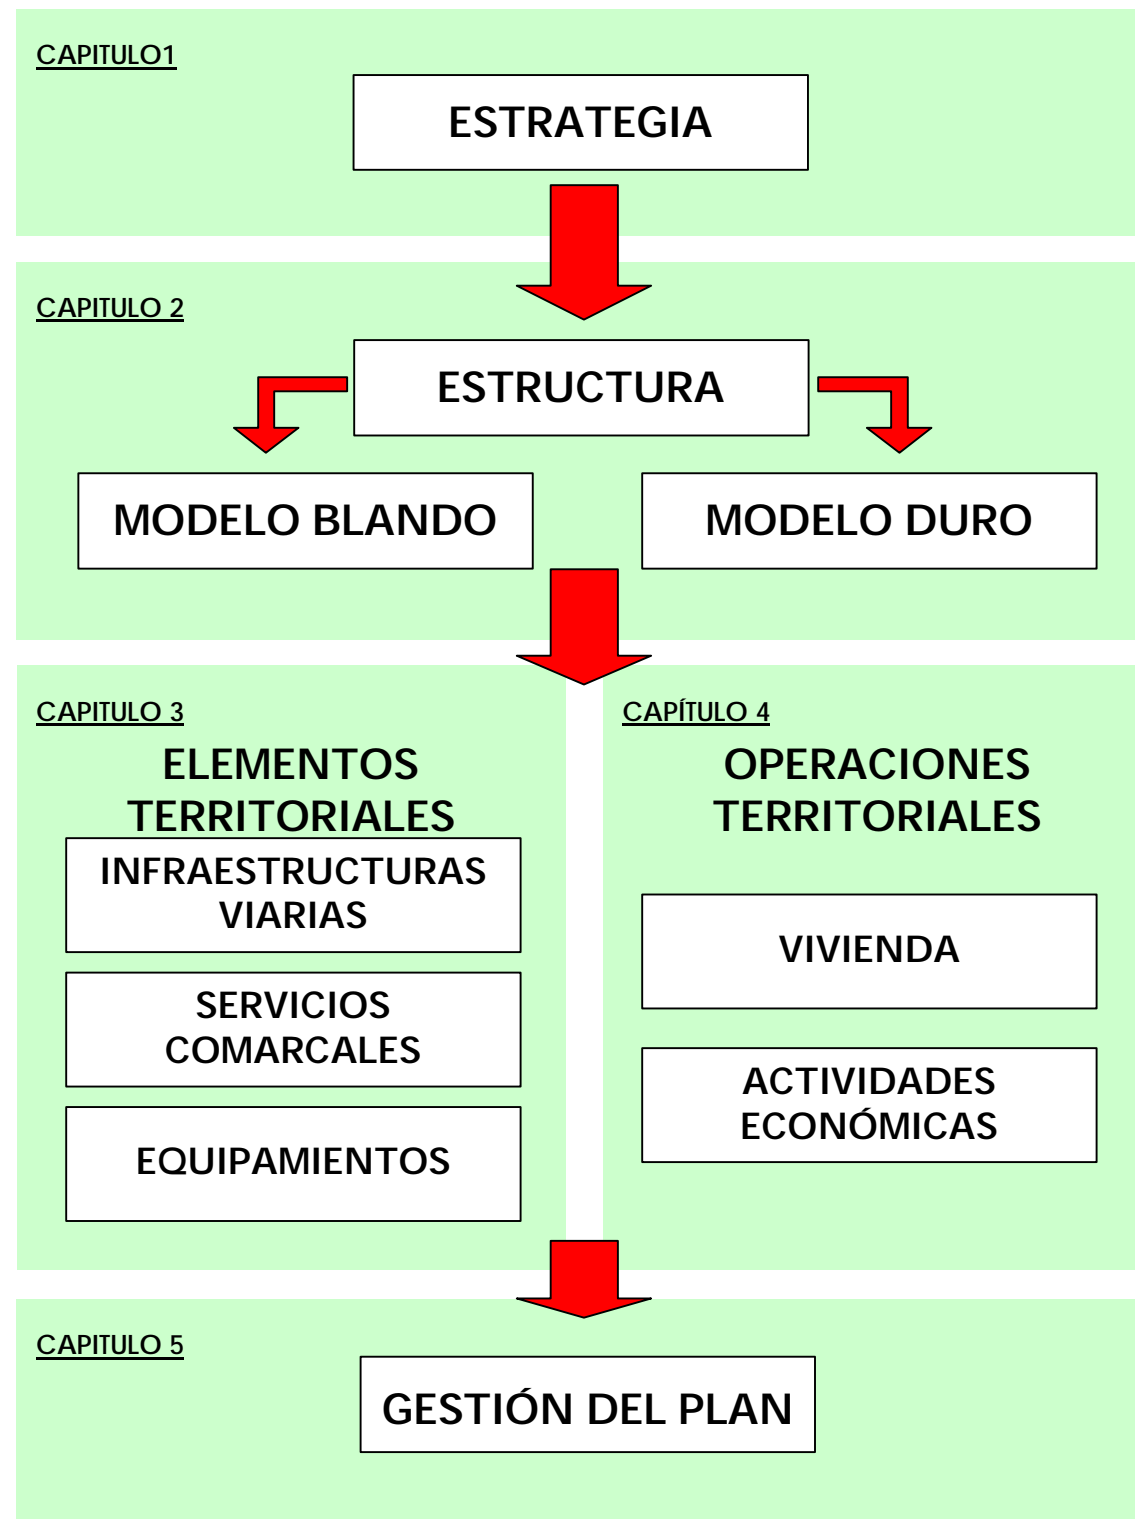 CAPITULO1
ESTRATEGIA
CAPITULO 2
ESTRUCTURA
MODELO BLANDO
MODELO DURO
CAPITULO 3
ELEMENTOS
TERRITORIALES
INFRAESTRUCTURAS
VIARIAS
SERVICIOS
COMARCALES
EQUIPAMIENTOS
CAPÍTULO 4
OPERACIONES
TERRITORIALES
VIVIENDA
ACTIVIDADES
ECONÓMICAS
CAPITULO 5
GESTIÓN DEL PLAN